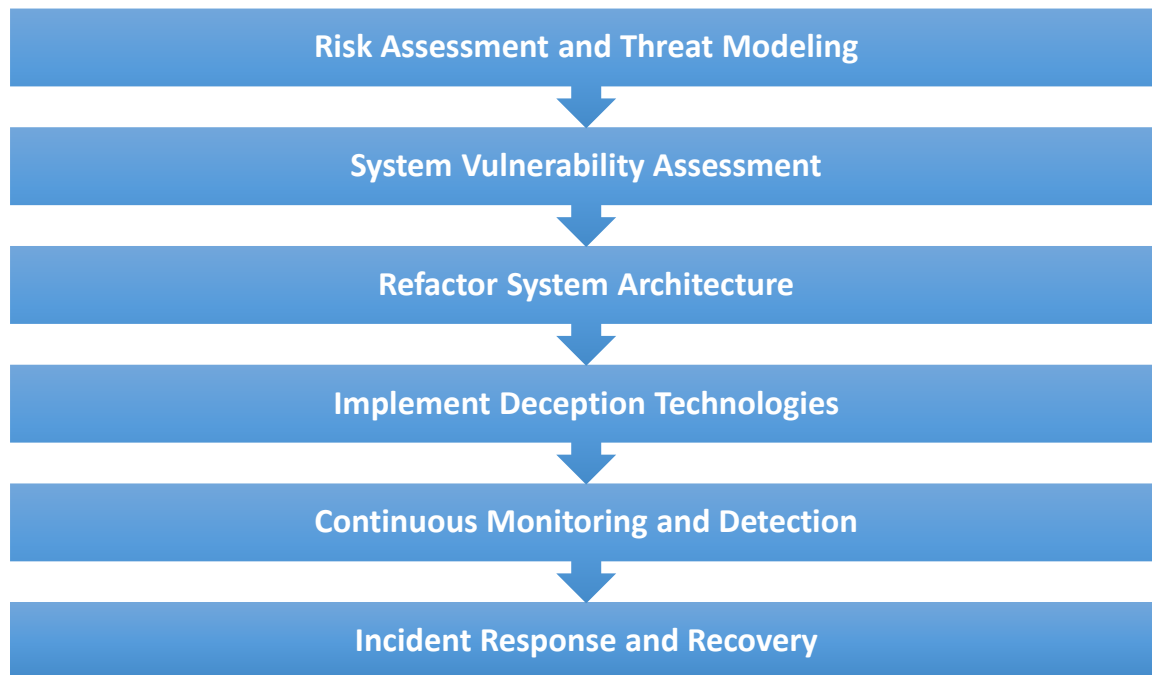 Risk Assessment and Threat Modeling
System Vulnerability Assessment
Refactor System Architecture
Implement Deception Technologies
Continuous Monitoring and Detection
Incident Response and Recovery